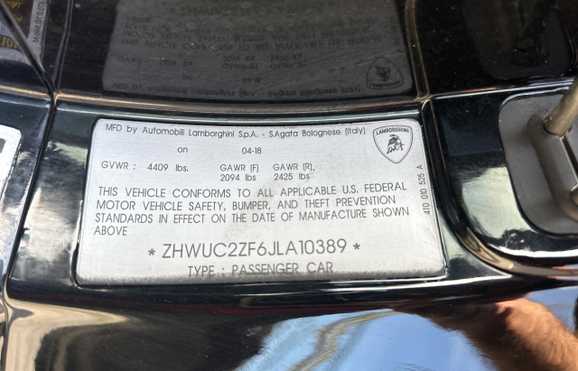 MFD by Automobili Lamborghini S.p.A. - S.Agata Bolognese (Italy)
on 04-18
GVWR : 4409 lbs. GAWR (F) GAWR (R),
2094 lbs 2425 lbs
THIS VEHICLE CONFORMS TO ALL APPLICABLE U.S. FEDERAL
MOTOR VEHICLE SAFETY, BUMPER, AND THEFT PREVENTION
STANDARDS IN EFFECT ON THE DATE OF MANUFACTURE SHOWN
ABOVE
* ZHWUC2ZF6JLA10389 *
TYPE : PASSENGER CAR
LAMBORGHINI
4T0 010 505 A